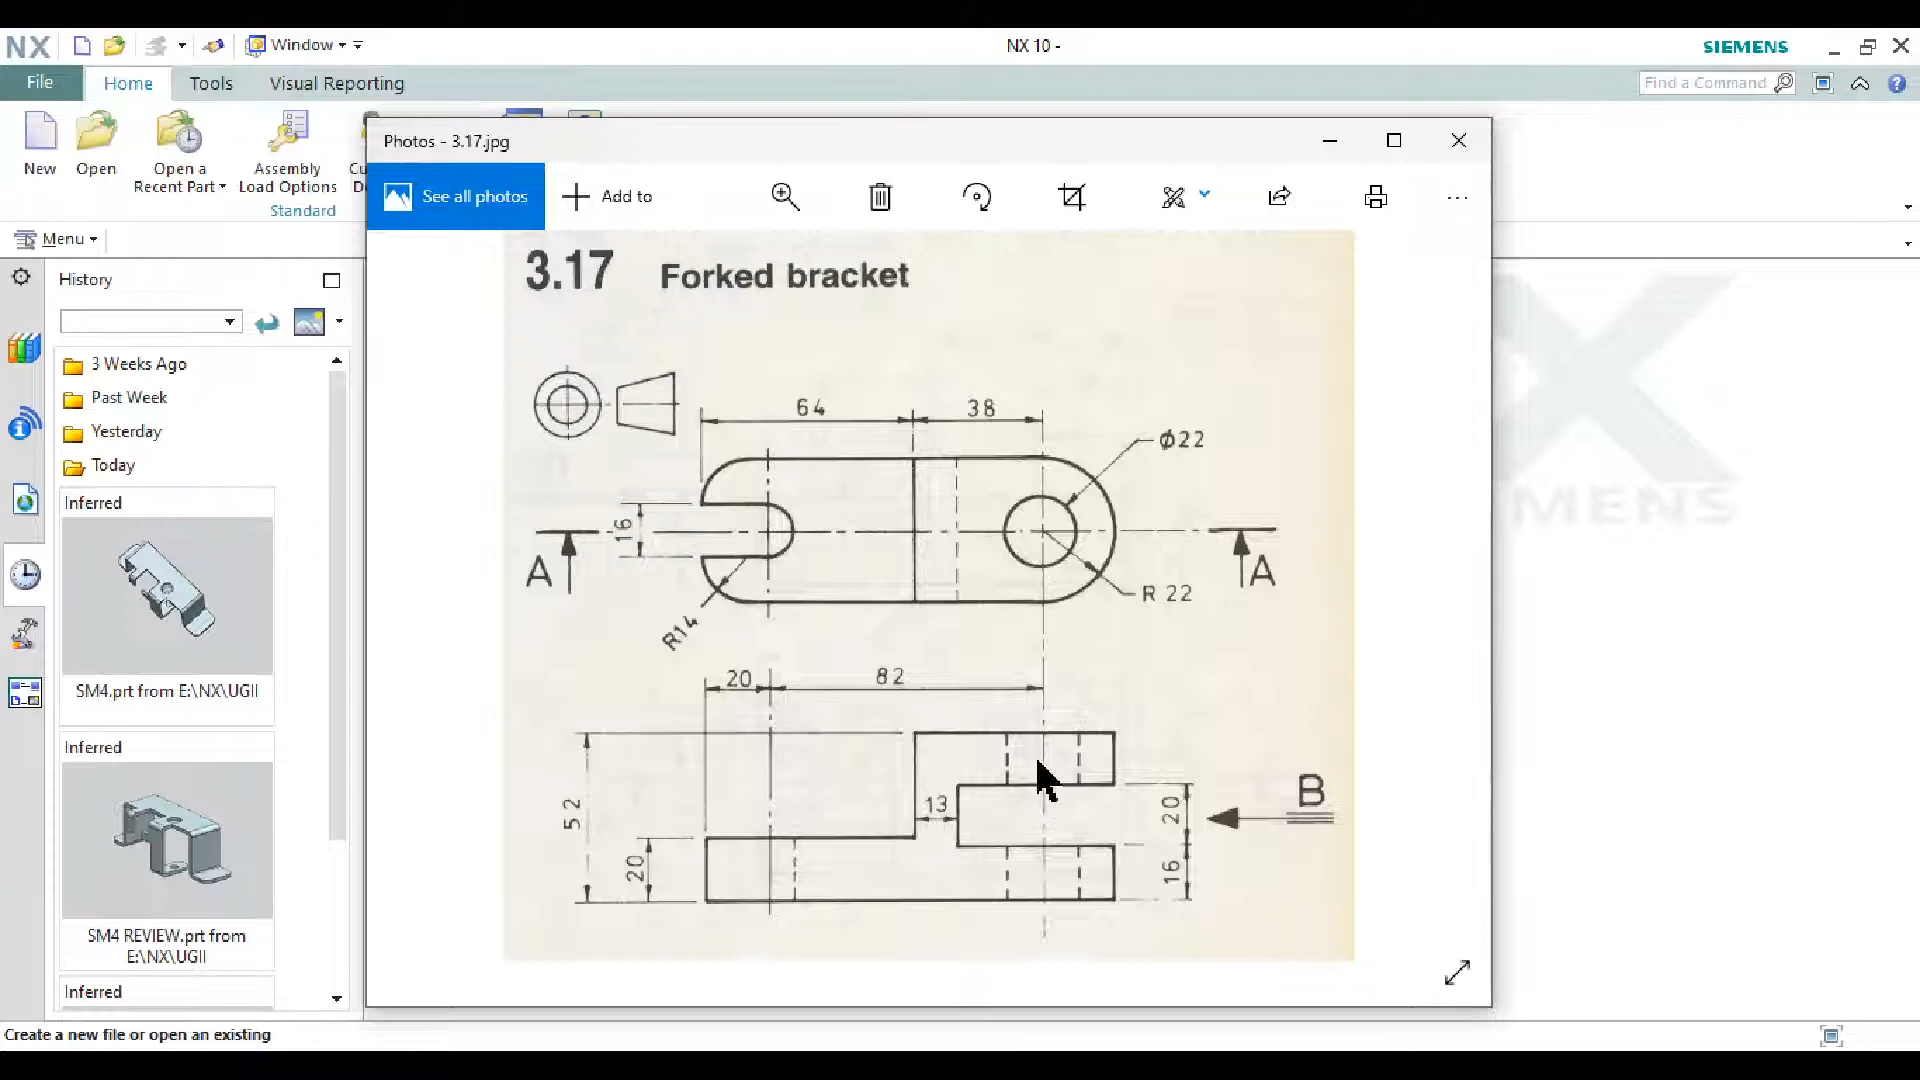 NX
Window
NX 10 -
SIEMENS
File
Home
Tools
Visual Reporting
Find a Command
New
Open
Open a
Recent Part
Assembly
Load Options
Standard
Menu
History
3 Weeks Ago
Past Week
Yesterday
Today
Inferred
SM4.prt from E:\NX\UGII
Inferred
SM4 REVIEW.prt from
E:\NX\UGII
Inferred
Photos - 3.17.jpg
See all photos
Add to
3.17 Forked bracket
64
38
Ø22
16
A
A
R 22
R14
20
82
52
20
13
20
16
B
MENS
Create a new file or open an existing